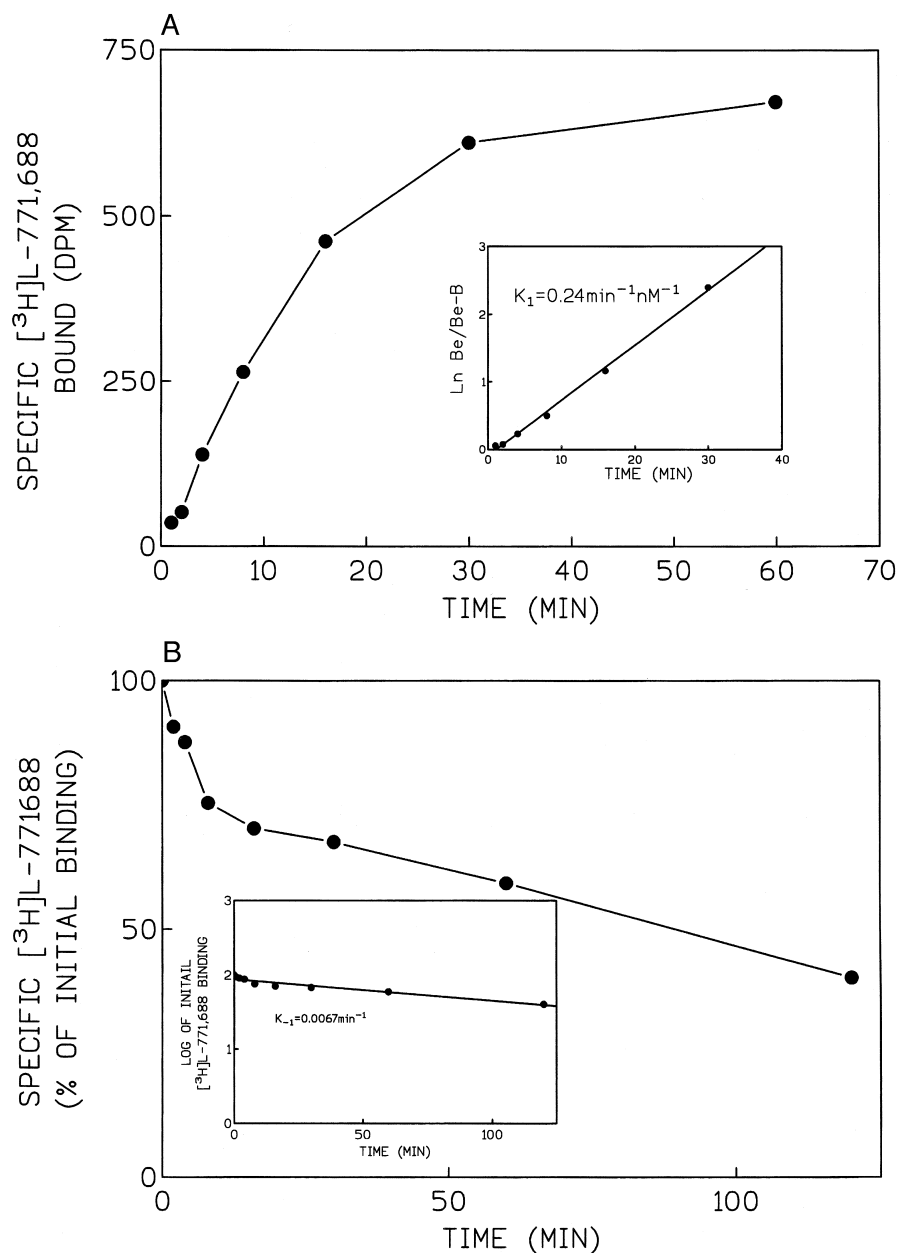 A
750
500
250
0
SPECIFIC [³H]L-771,688
BOUND (DPM)
0 10 20 30 40 50 60 70
TIME (MIN)
3
2
1
0
Ln Be/Be-B
K₁=0.24min⁻¹nM⁻¹
0 10 20 30 40
TIME (MIN)
B
100
50
0
SPECIFIC [³H]L-771688
(% OF INITIAL BINDING)
0 50 100
TIME (MIN)
3
2
1
0
LOG OF INITAIL
[³H]L-771,688 BINDING
K₋₁=0.0067min⁻¹
0 50 100
TIME (MIN)